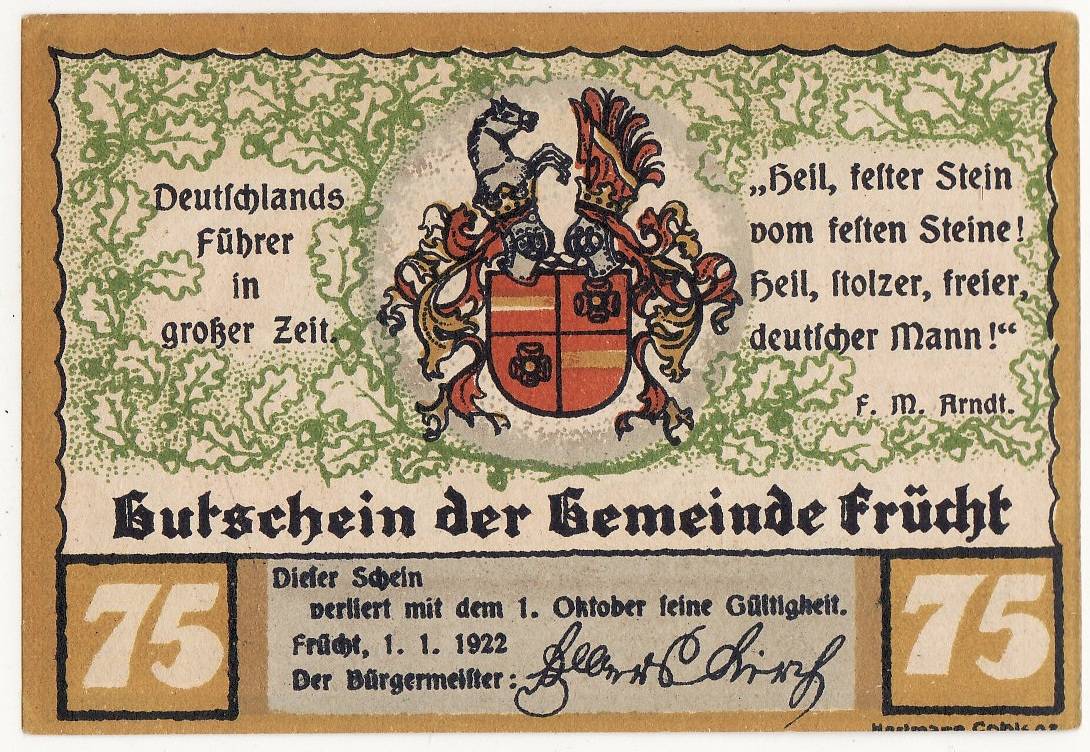 Deutſchlands
Führer
in
großer Zeit.
„Heil, feſter Stein
vom feſten Steine!
Heil, ſtolzer, freier,
deutſcher Mann!“
F. M. Arndt.
Gutschein der Gemeinde Frücht
75
Dieſer Schein
verliert mit dem 1. Oktober ſeine Gültigkeit.
Frücht, 1. 1. 1922
Der Bürgermeiſter:
75
Hartmann